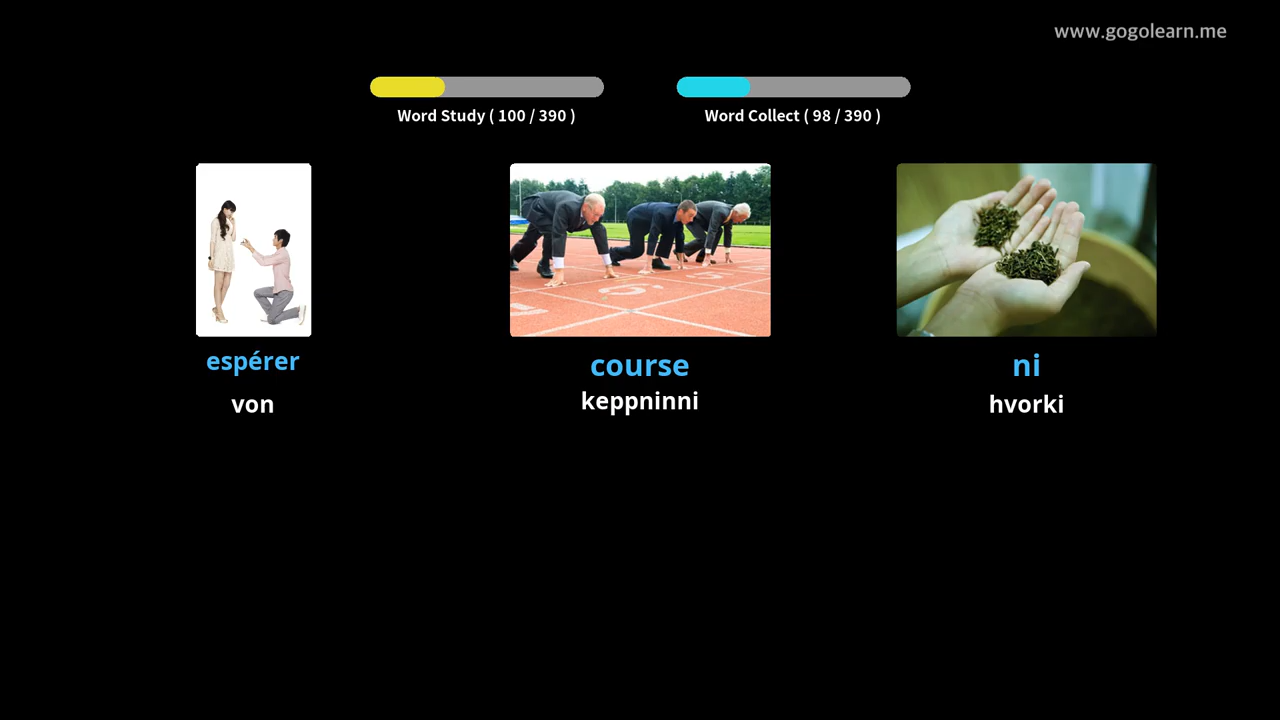 www.gogolearn.me
Word Study ( 100 / 390 )
Word Collect ( 98 / 390 )
espérer
von
course
keppninni
ni
hvorki